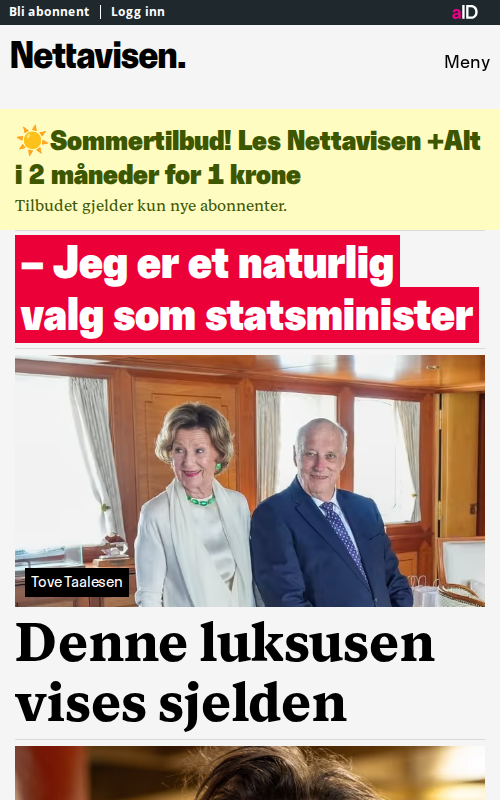 Bli abonnent
Logg inn
aID
Nettavisen.
Meny
Sommertilbud! Les Nettavisen +Alt
i 2 måneder for 1 krone
Tilbudet gjelder kun nye abonnenter.
– Jeg er et naturlig
valg som statsminister
Tove Taalesen
Denne luksusen
vises sjelden